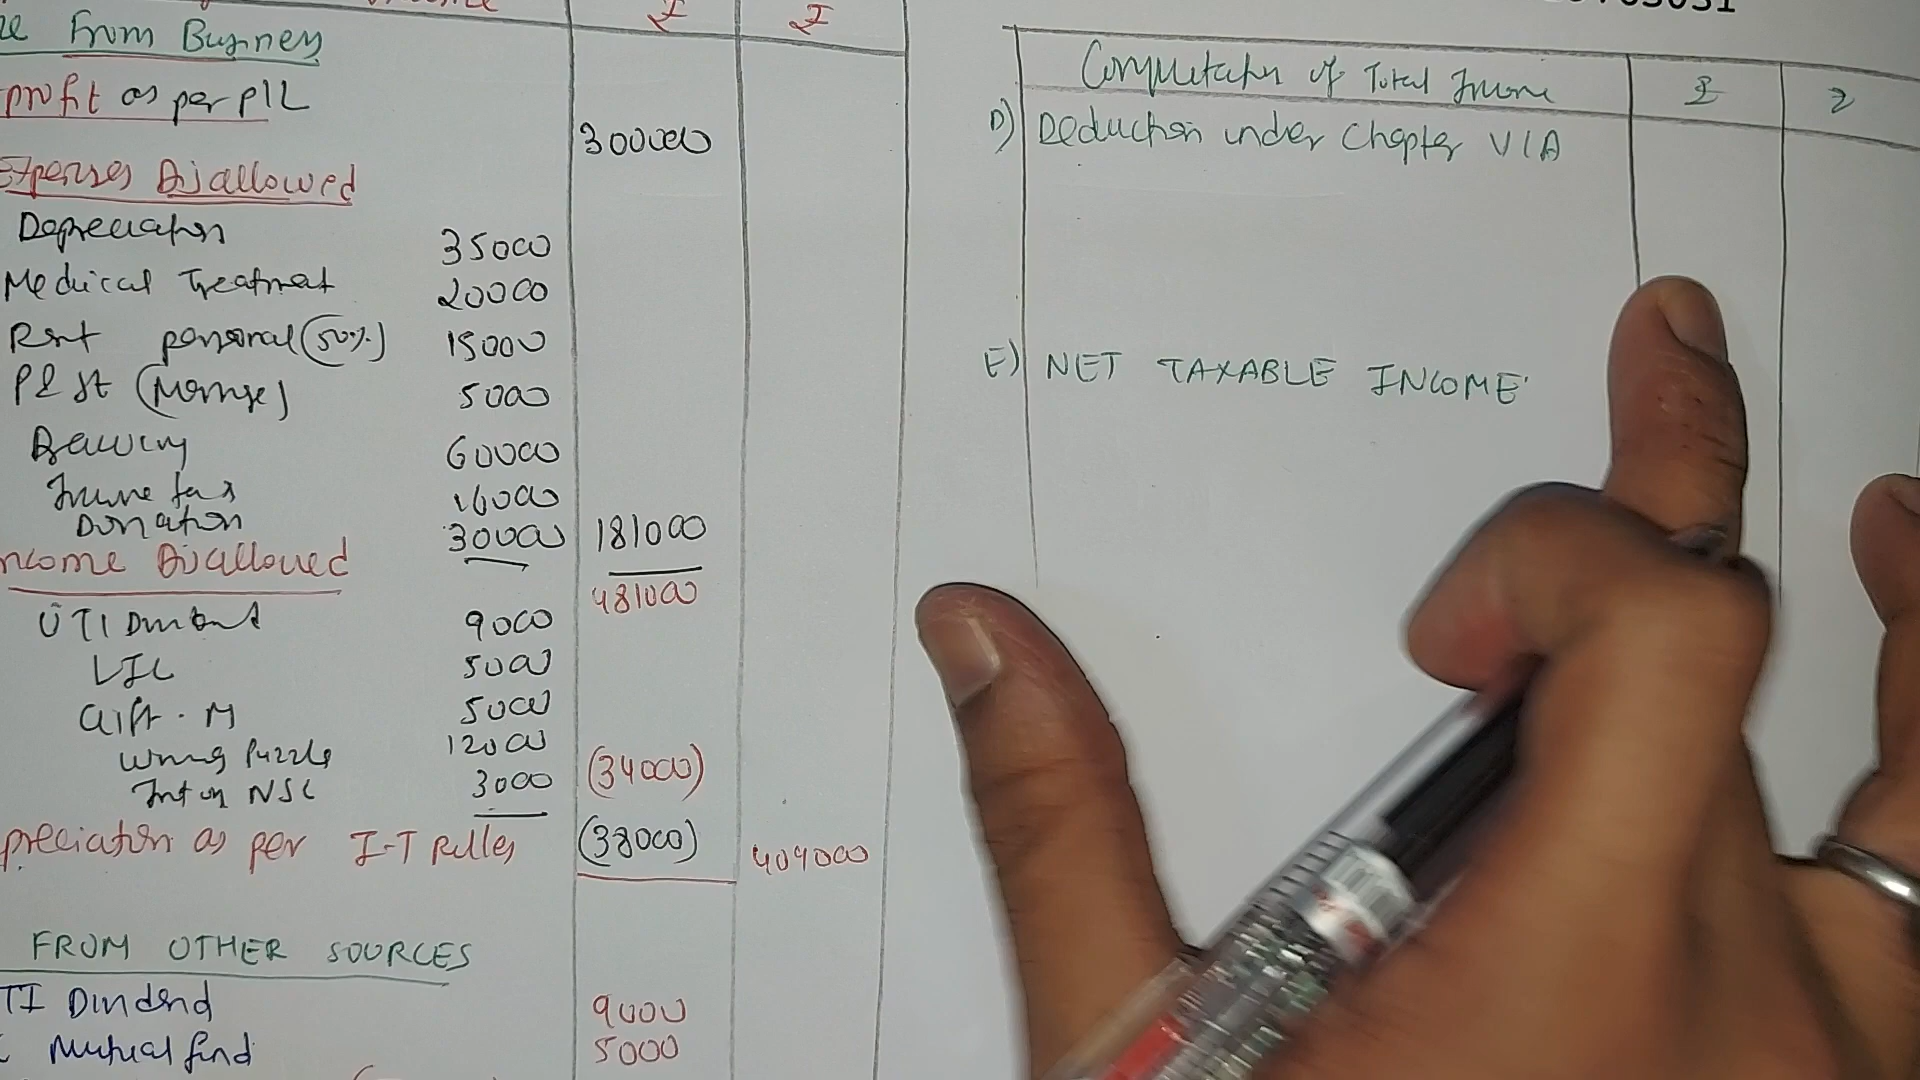 From Business
profit as per P/L 300000
Expenses Disallowed
Depreciation 35000
Medical Treatment 20000
Rent personal (50%) 15000
P & St (Marriage) 5000
Drawing 60000
Income tax 16000
Donation 30000 181000
Income Disallowed 481000
UTI Dividend 9000
LIC 5000
Gift - M 5000
Wining Puzzle 12000 (34000)
Int on NSC 3000
preciation as per I-T Rules (38000) 409000
FROM OTHER SOURCES
TI Dividend 9000
Mutual fund 5000
Computation of Total Income ₹ ₹
D) Deduction under Chapter VIA
E) NET TAXABLE INCOME